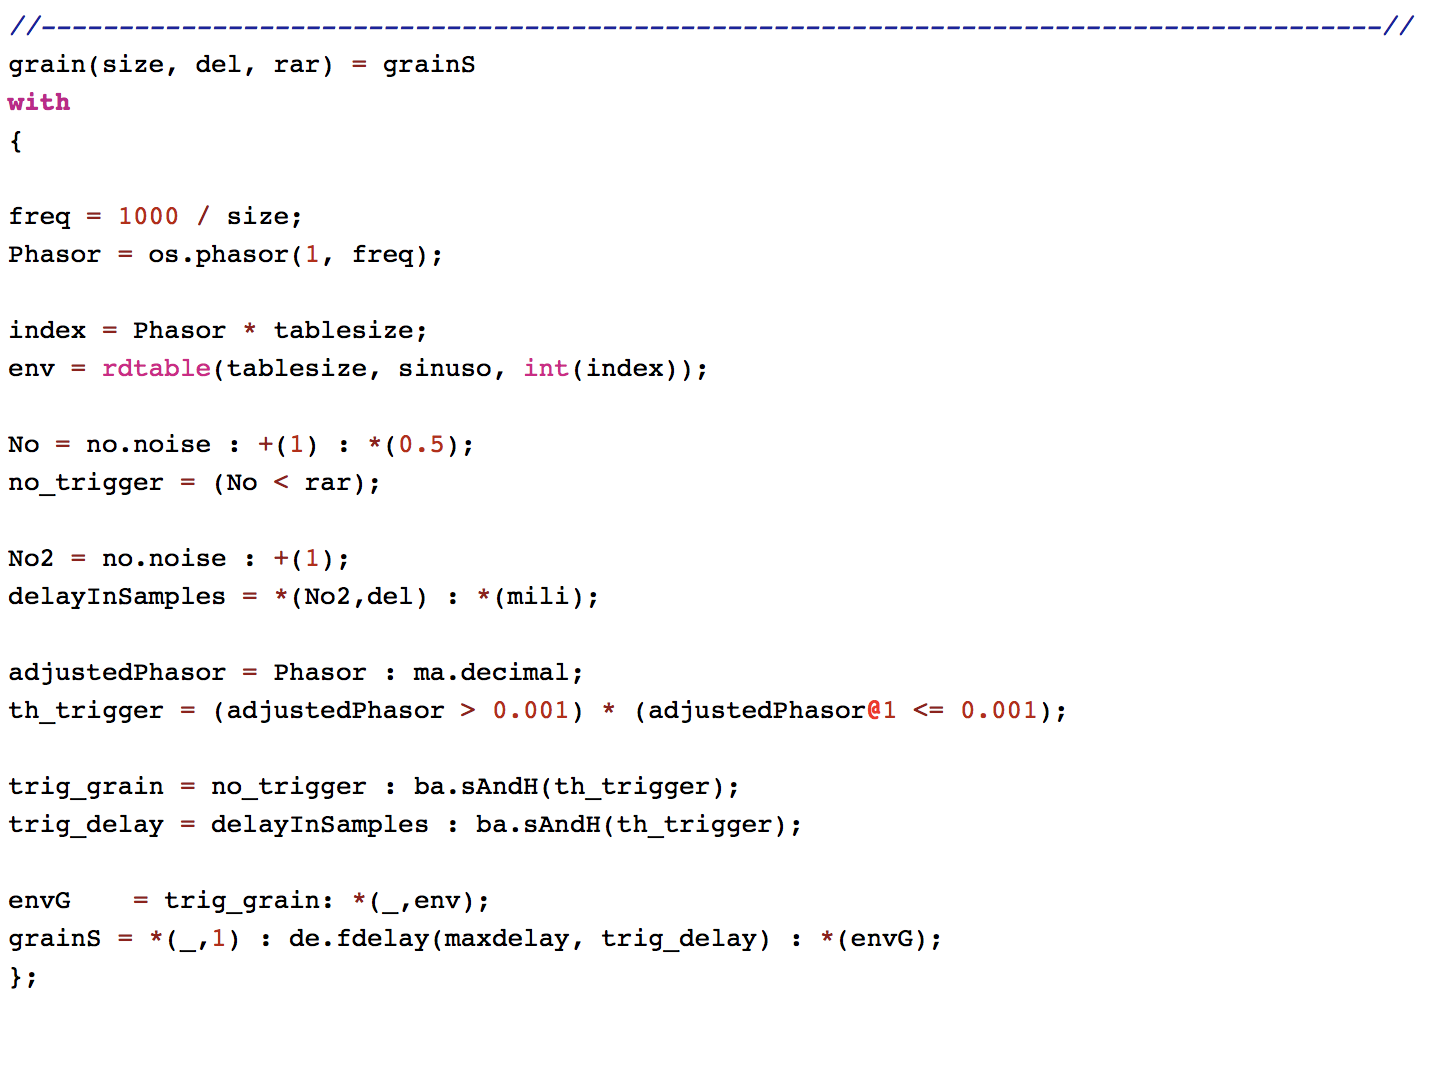 //--------------------------------------------------------------------------------------//
grain(size, del, rar) = grainS
with
{
freq = 1000 / size;
Phasor = os.phasor(1, freq);
index = Phasor * tablesize;
env = rdtable(tablesize, sinuso, int(index));
No = no.noise : +(1) : *(0.5);
no_trigger = (No < rar);
No2 = no.noise : +(1);
delayInSamples = *(No2,del) : *(mili);
adjustedPhasor = Phasor : ma.decimal;
th_trigger = (adjustedPhasor > 0.001) * (adjustedPhasor@1 <= 0.001);
trig_grain = no_trigger : ba.sAndH(th_trigger);
trig_delay = delayInSamples : ba.sAndH(th_trigger);
envG    = trig_grain: *(_,env);
grainS = *(_,1) : de.fdelay(maxdelay, trig_delay) : *(envG);
};